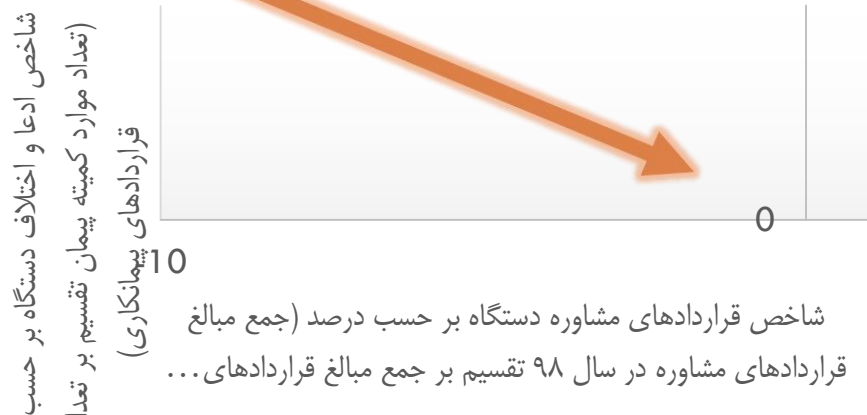 شاخص ادعا و اختلاف دستگاه بر حسب
(تعداد موارد کمیته پیمان تقسیم بر تعدا
قراردادهای پیمانکاری)
0
10
شاخص قراردادهای مشاوره دستگاه بر حسب درصد (جمع مبالغ
قراردادهای مشاوره در سال ۹۸ تقسیم بر جمع مبالغ قراردادهای...